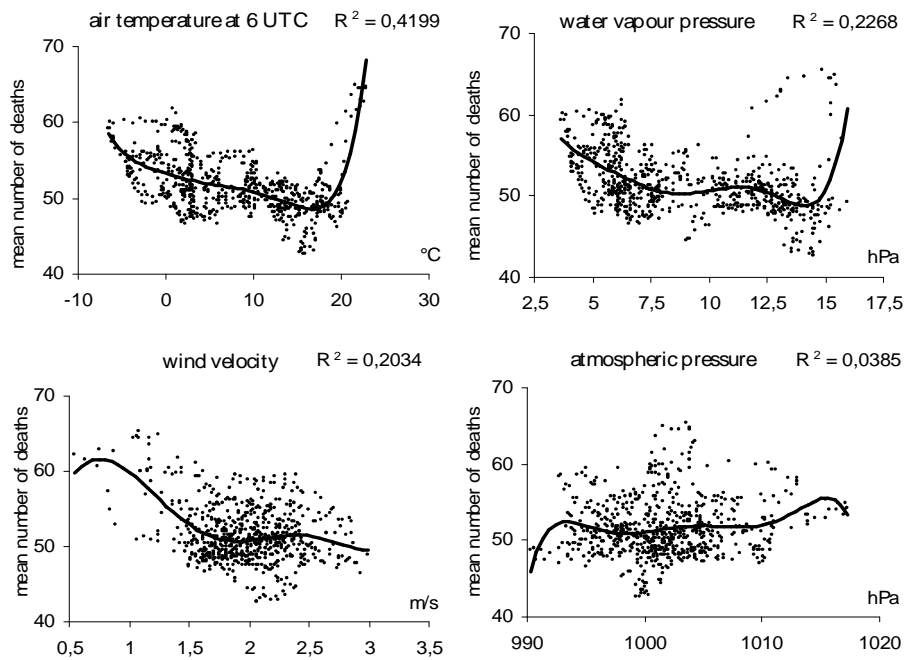 air temperature at 6 UTC R² = 0,4199
70
60
50
40
mean number of deaths
°C
-10 0 10 20 30
water vapour pressure R² = 0,2268
70
60
50
40
mean number of deaths
hPa
2,5 5 7,5 10 12,5 15 17,5
wind velocity R² = 0,2034
70
60
50
40
mean number of deaths
m/s
0,5 1 1,5 2 2,5 3 3,5
atmospheric pressure R² = 0,0385
70
60
50
40
mean number of deaths
hPa
990 1000 1010 1020